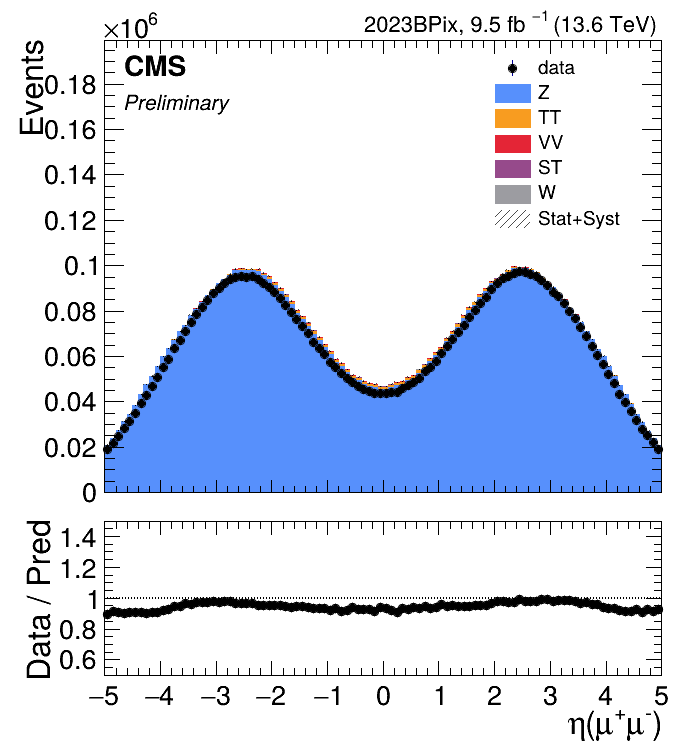 ×10⁶
2023BPix, 9.5 fb ⁻¹ (13.6 TeV)
CMS
Preliminary
data
Z
TT
VV
ST
W
Stat+Syst
Events
0.18
0.16
0.14
0.12
0.1
0.08
0.06
0.04
0.02
0
Data / Pred
1.4
1.2
1
0.8
0.6
−5 −4 −3 −2 −1 0 1 2 3 4 5
η(μ⁺μ⁻)